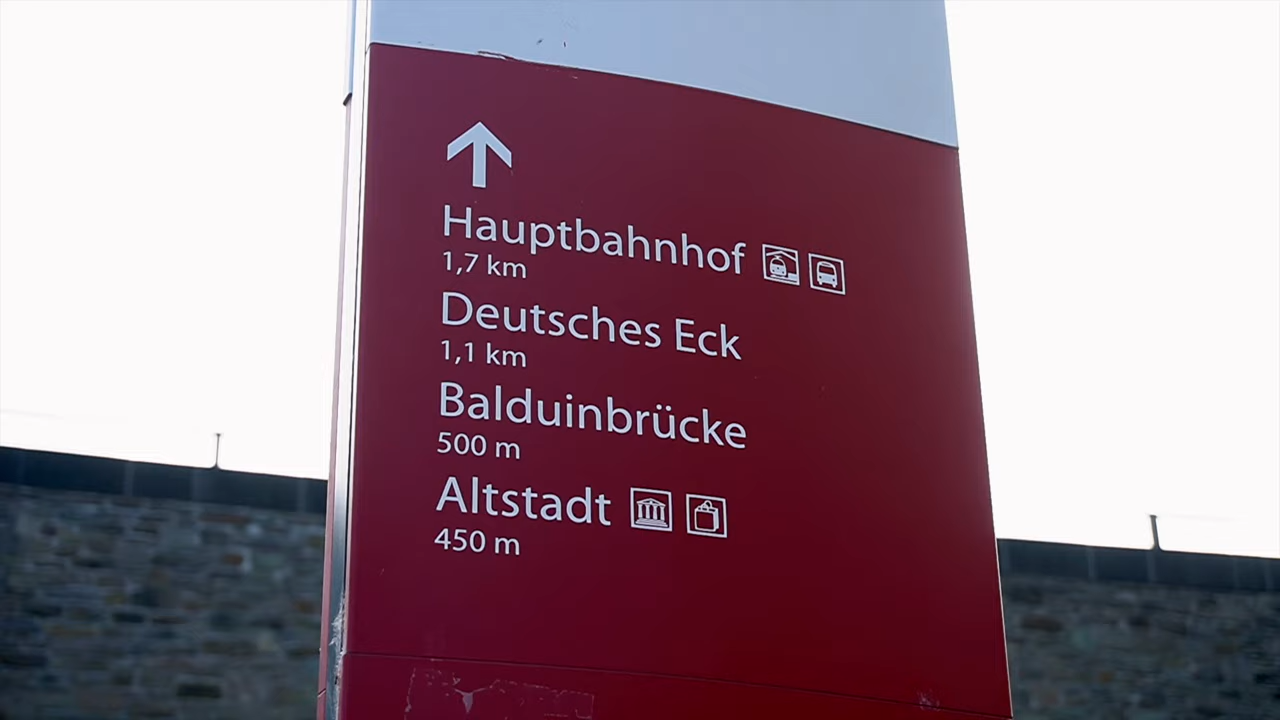 Hauptbahnhof
1,7 km
Deutsches Eck
1,1 km
Balduinbrücke
500 m
Altstadt
450 m